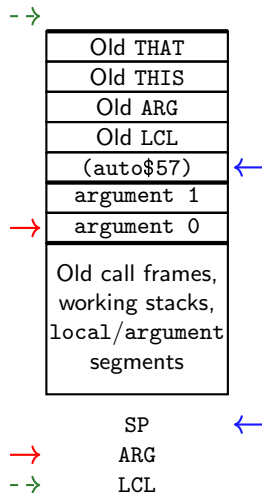 Old THAT
Old THIS
Old ARG
Old LCL
(auto$57)
argument 1
argument 0
Old call frames,
working stacks,
local/argument
segments
SP
ARG
LCL